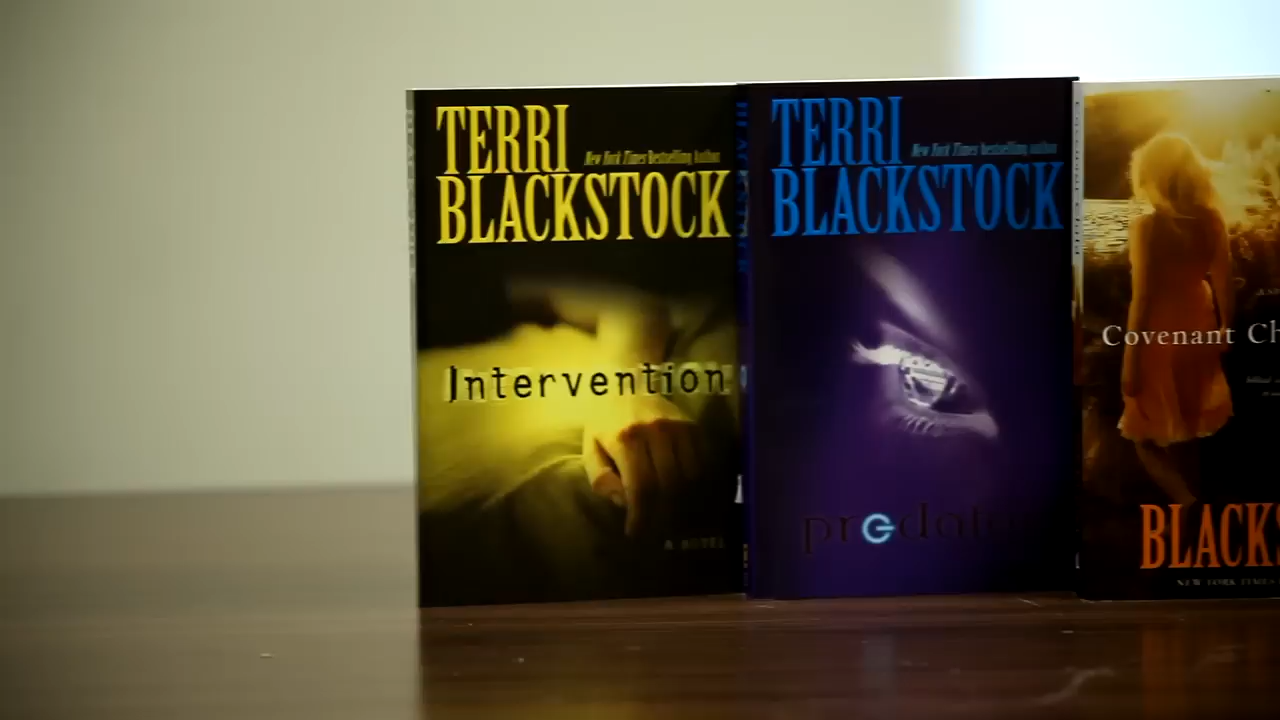 TERRI
New York Times bestselling author
BLACKSTOCK
Intervention
A NOVEL
TERRI
New York Times bestselling author
BLACKSTOCK
predato
Covenant Ch
BLACKS
NEW YORK TIMES